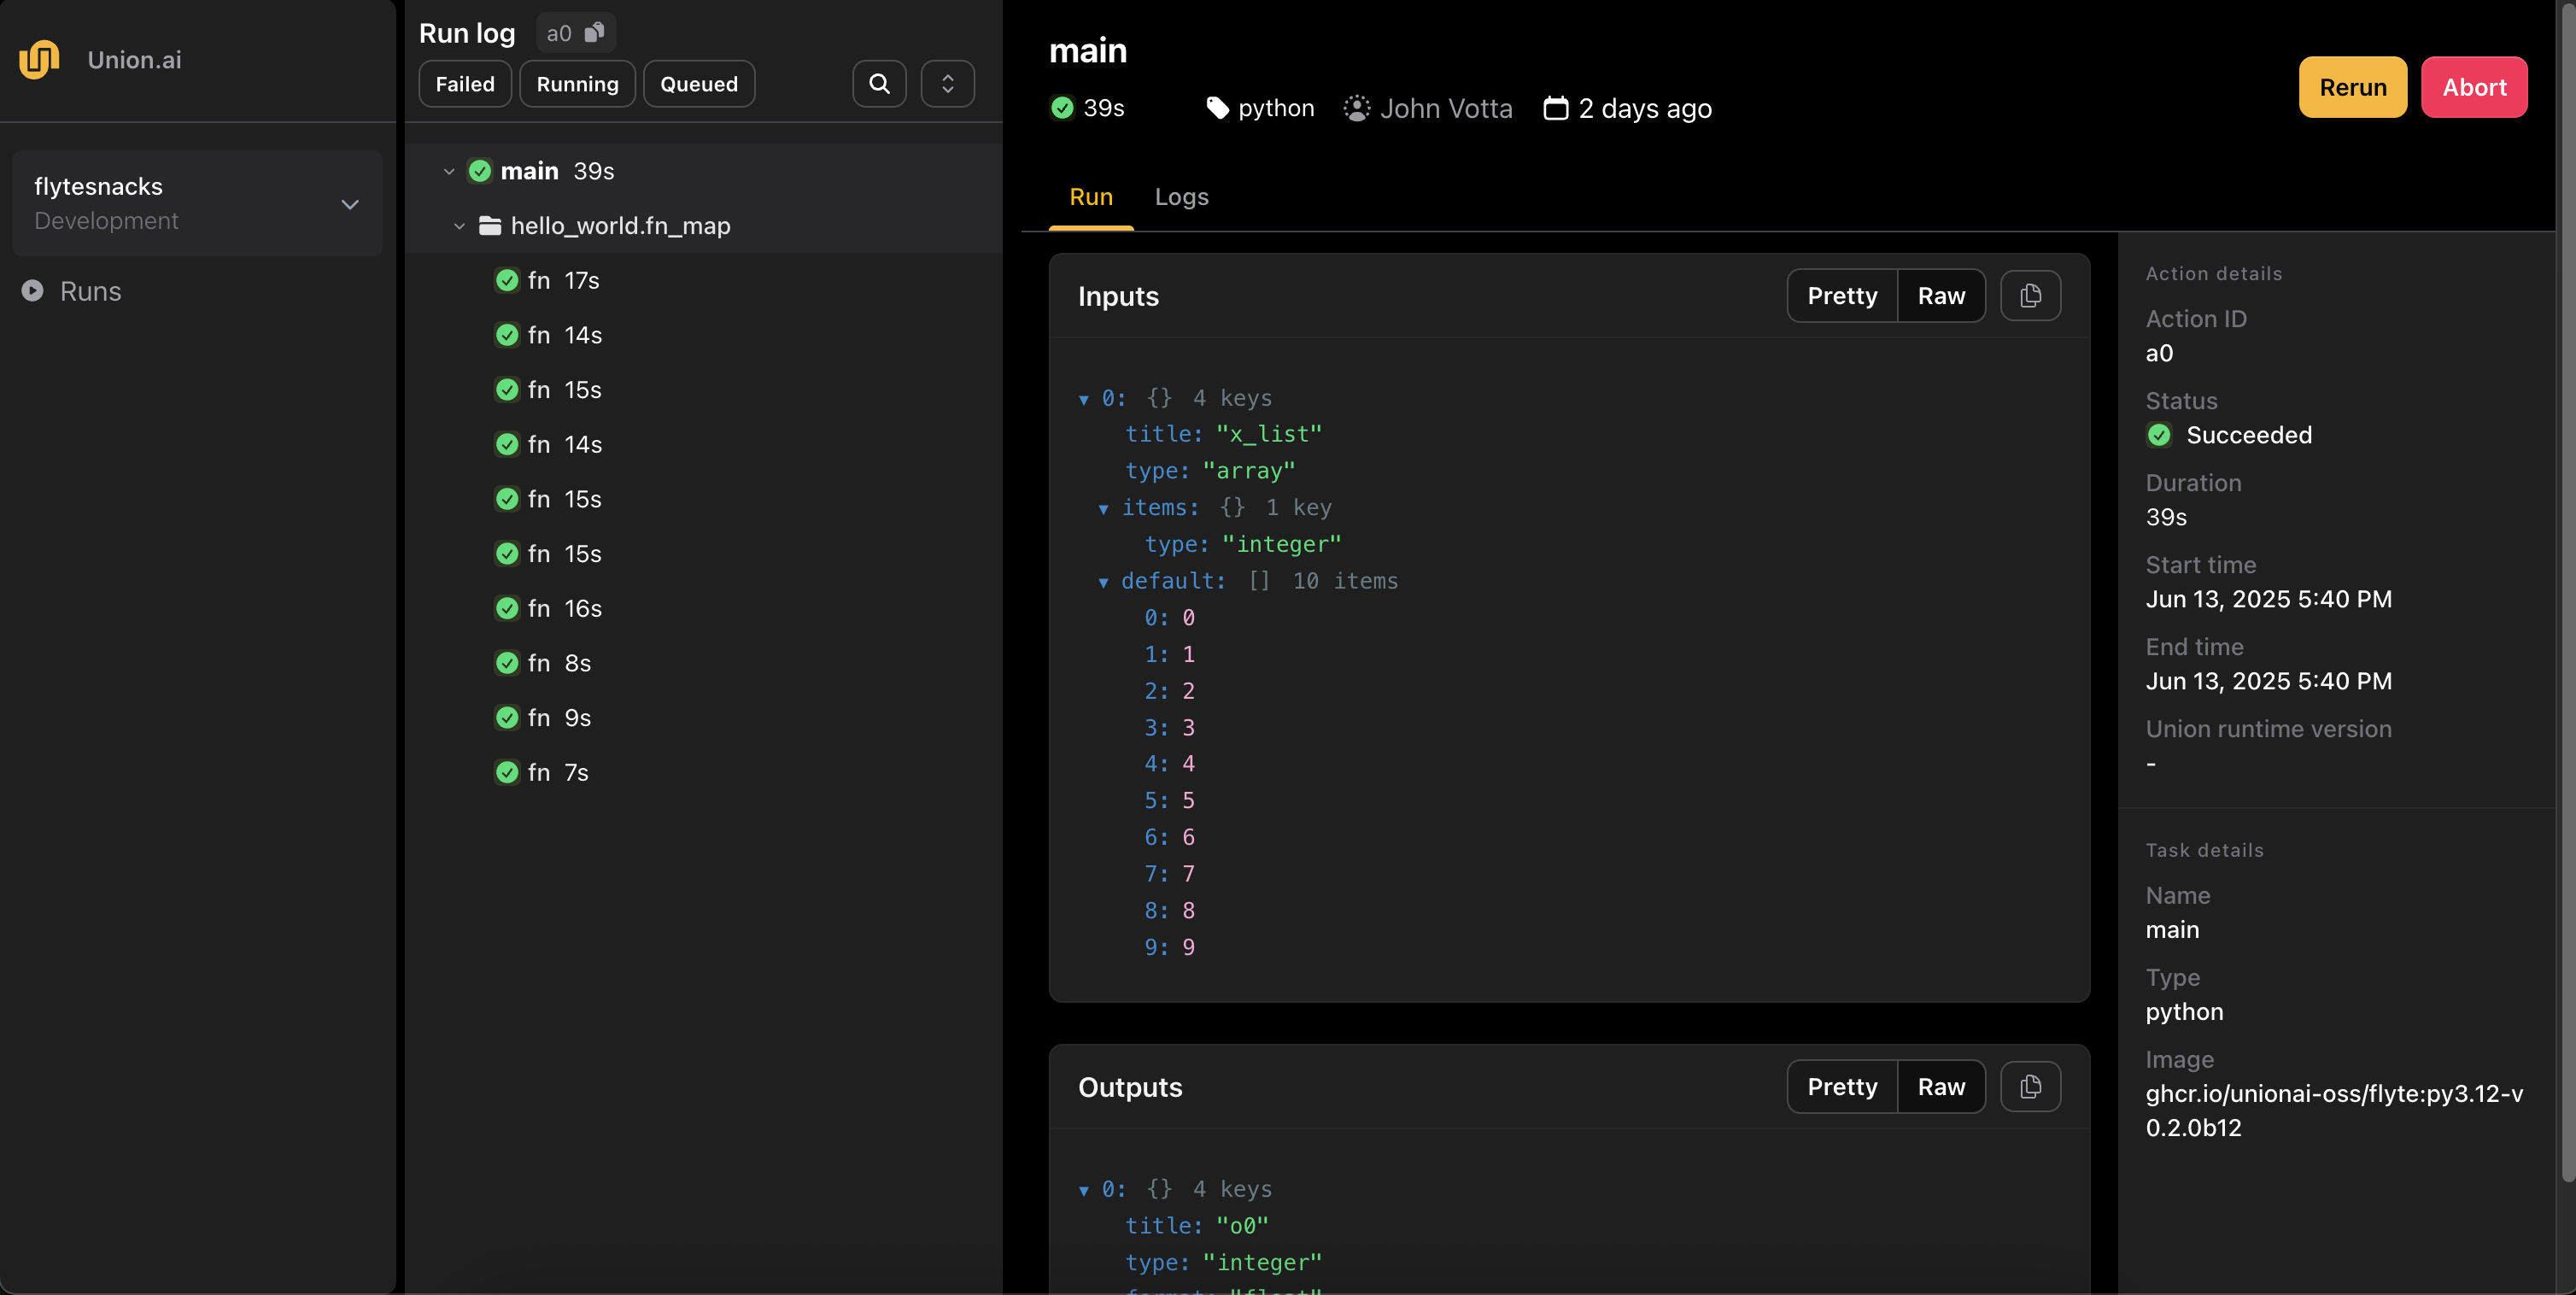 Union.ai
flytesnacks
Development
Runs
Run log a0
Failed Running Queued
main 39s
hello_world.fn_map
fn 17s
fn 14s
fn 15s
fn 14s
fn 15s
fn 15s
fn 16s
fn 8s
fn 9s
fn 7s
main
39s python John Votta 2 days ago
Rerun Abort
Run Logs
Inputs
Pretty Raw
0: {} 4 keys
title: "x_list"
type: "array"
items: {} 1 key
type: "integer"
default: [] 10 items
0: 0
1: 1
2: 2
3: 3
4: 4
5: 5
6: 6
7: 7
8: 8
9: 9
Outputs
Pretty Raw
0: {} 4 keys
title: "o0"
type: "integer"
format: "float"
Action details
Action ID
a0
Status
Succeeded
Duration
39s
Start time
Jun 13, 2025 5:40 PM
End time
Jun 13, 2025 5:40 PM
Union runtime version
-
Task details
Name
main
Type
python
Image
ghcr.io/unionai-oss/flyte:py3.12-v
0.2.0b12